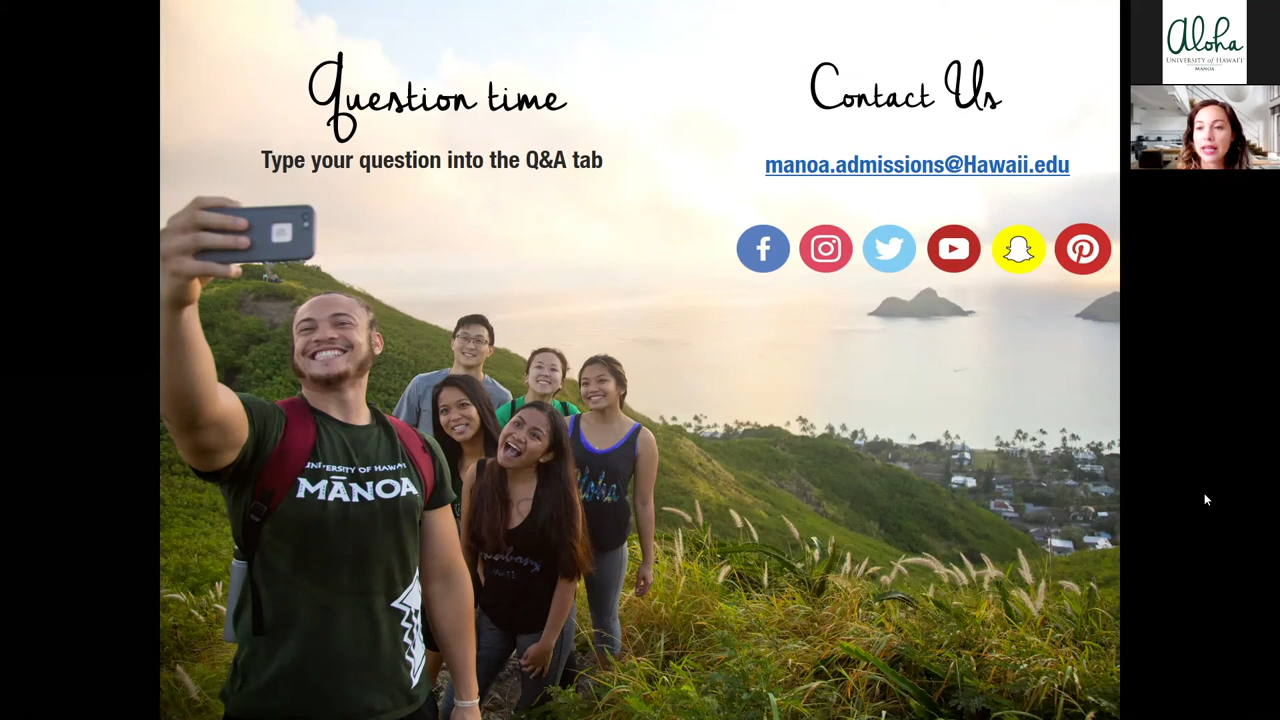 Question time
Type your question into the Q&A tab
Contact Us
manoa.admissions@Hawaii.edu
UNIVERSITY OF HAWAI'I
MĀNOA
Aloha
Aloha
UNIVERSITY of HAWAI'I
MĀNOA